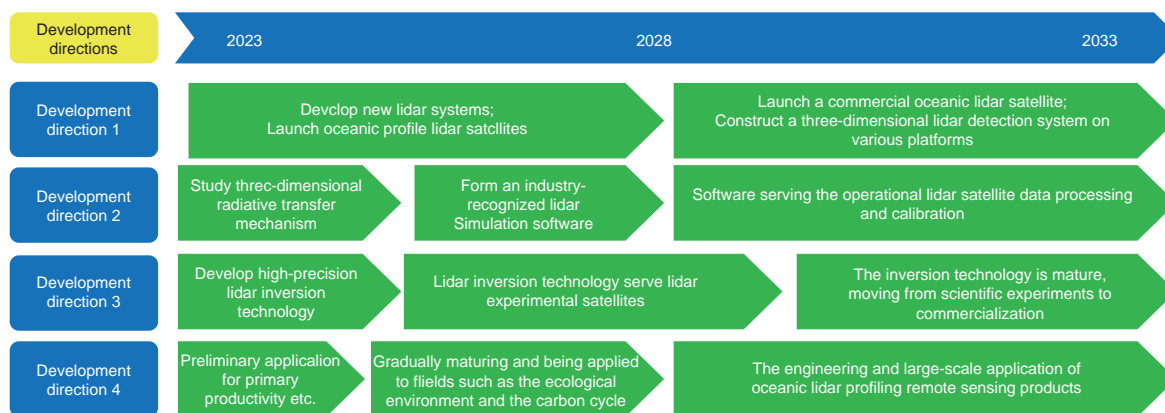 Development
directions
2023
2028
2033
Development
direction 1
Devclop new lidar systems;
Launch oceanic profile lidar satcllites
Launch a commercial oceanic lidar satellite;
Construct a three-dimensional lidar detection system on
various platforms
Development
direction 2
Study threc-dimensional
radiative transfer
mechanism
Form an industry-
recognized lidar
Simulation software
Software serving the operational lidar satellite data processing
and calibration
Development
direction 3
Develop high-precision
lidar inversion
technology
Lidar inversion technology serve lidar
experimental satellites
The inversion technology is mature,
moving from scientific experiments to
commercialization
Development
direction 4
Preliminary applicalion
for primary
productivity etc.
Gradually maturing and being applied
to flields such as the ecological
environment and the carbon cycle
The engineering and large-scale application of
oceanic lidar profiling remote sensing products